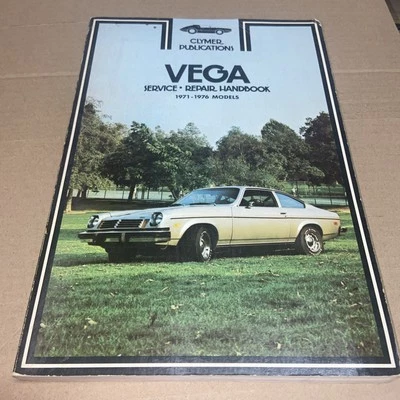 CLYMER
PUBLICATIONS
VEGA
SERVICE • REPAIR HANDBOOK
1971-1976 MODELS